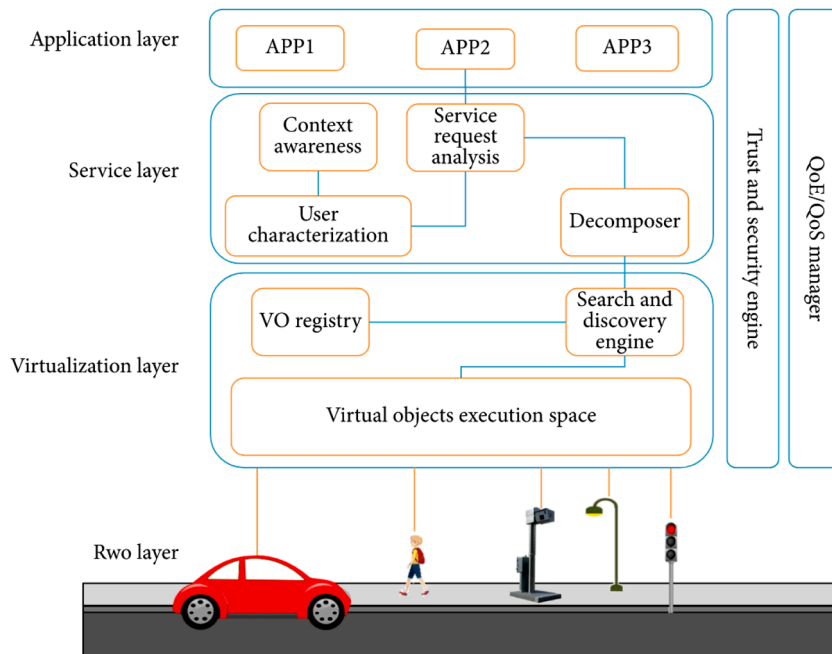 Application layer
APP1
APP2
APP3
Service layer
Context
awareness
Service
request
analysis
User
characterization
Decomposer
Virtualization layer
VO registry
Search and
discovery
engine
Virtual objects execution space
Rwo layer
Trust and security engine
QoE/QoS manager